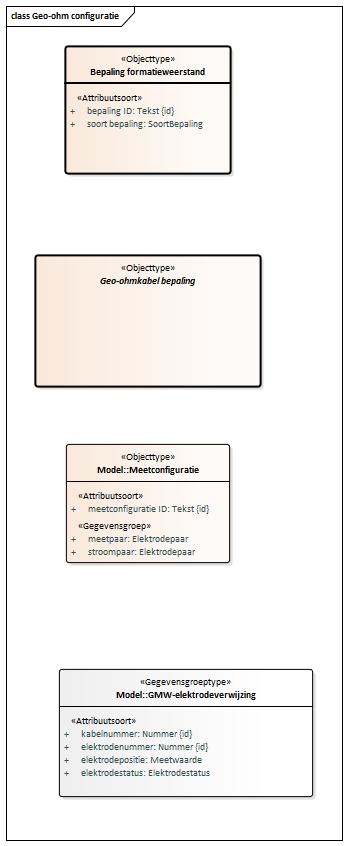 class Geo-ohm configuratie
«Objecttype»
Bepaling formatieweerstand
«Attribuutsoort»
+ bepaling ID: Tekst {id}
+ soort bepaling: SoortBepaling
«Objecttype»
Geo-ohmkabel bepaling
«Objecttype»
Model::Meetconfiguratie
«Attribuutsoort»
+ meetconfiguratie ID: Tekst {id}
«Gegevensgroep»
+ meetpaar: Elektrodepaar
+ stroompaar: Elektrodepaar
«Gegevensgroeptype»
Model::GMW-elektrodeverwijzing
«Attribuutsoort»
+ kabelnummer: Nummer {id}
+ elektrodenummer: Nummer {id}
+ elektrodepositie: Meetwaarde
+ elektrodestatus: Elektrodestatus